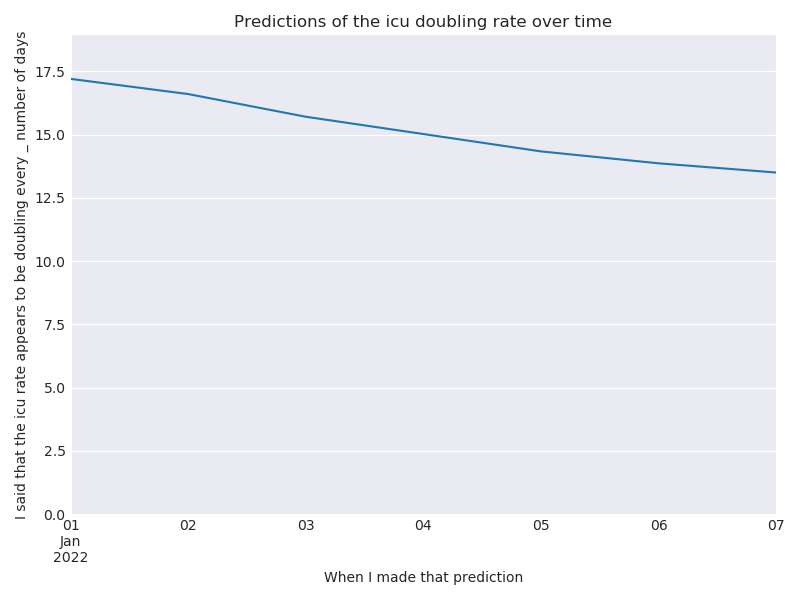 Predictions of the icu doubling rate over time
I said that the icu rate appears to be doubling every _ number of days
17.5
15.0
12.5
10.0
7.5
5.0
2.5
0.0
01 02 03 04 05 06 07
Jan
2022
When I made that prediction